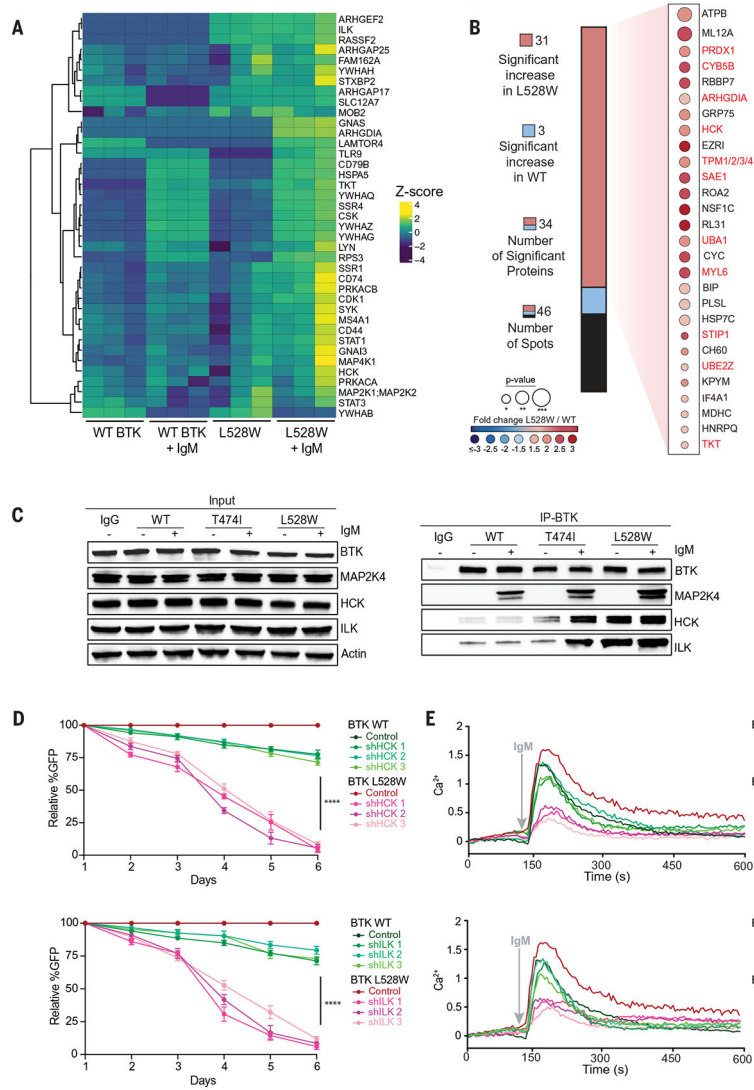 A
ARHGEF2
ILK
RASSF2
ARHGAP25
FAM162A
YWHAH
STXBP2
ARHGAP17
SLC12A7
MOB2
GNAS
ARHGDIA
LAMTOR4
TLR9
CD79B
HSPA5
TKT
YWHAQ
SSR4
CSK
YWHAZ
YWHAG
LYN
RPS3
SSR1
CD74
PRKACB
CDK1
SYK
MS4A1
CD44
STAT1
GNAI3
MAP4K1
HCK
PRKACA
MAP2K1;MAP2K2
STAT3
YWHAB
Z-score
4
2
0
−2
−4
WT BTK
WT BTK
+ IgM
L528W
L528W
+ IgM
B
31
Significant
increase
in L528W
3
Significant
increase
in WT
34
Number
of Significant
Proteins
46
Number
of Spots
p-value
* ** ***
Fold change L528W / WT
≤-3 -2.5 -2 -1.5 1.5 2 2.5 3
ATPB
ML12A
PRDX1
CYB5B
RBBP7
ARHGDIA
GRP75
HCK
EZRI
TPM1/2/3/4
SAE1
ROA2
NSF1C
RL31
UBA1
CYC
MYL6
BIP
PLSL
HSP7C
STIP1
CH60
UBE2Z
KPYM
IF4A1
MDHC
HNRPQ
TKT
C
Input
IgG WT T474I L528W
- - + - + - + IgM
BTK
MAP2K4
HCK
ILK
Actin
IP-BTK
IgG WT T474I L528W
- - + - + - + IgM
BTK
MAP2K4
HCK
ILK
D
Relative %GFP
100
75
50
25
0
1 2 3 4 5 6
Days
BTK WT
Control
shHCK 1
shHCK 2
shHCK 3
BTK L528W
Control
shHCK 1
shHCK 2
shHCK 3
****
Relative %GFP
100
75
50
25
0
1 2 3 4 5 6
Days
BTK WT
Control
shILK 1
shILK 2
shILK 3
BTK L528W
Control
shILK 1
shILK 2
shILK 3
****
E
Ca²⁺
2
1.5
1
0.5
0
IgM
0 150 300 450 600
Time (s)
B
B
Ca²⁺
2
1.5
1
0.5
0
IgM
0 150 300 450 600
Time (s)
B
B